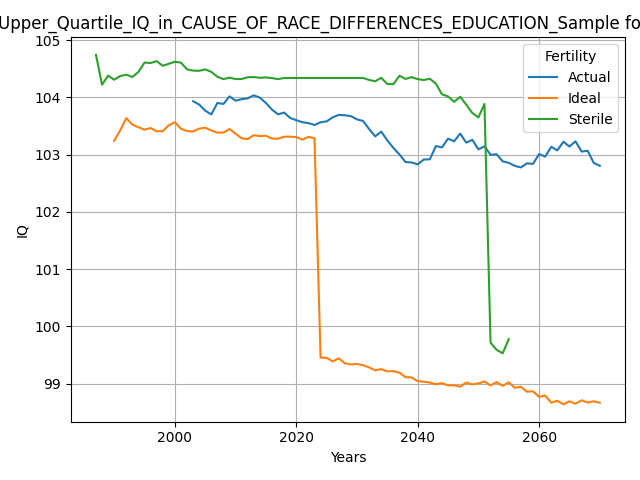 Upper_Quartile_IQ_in_CAUSE_OF_RACE_DIFFERENCES_EDUCATION_Sample fo
105
104
103
102
101
100
99
IQ
Fertility
Actual
Ideal
Sterile
2000 2020 2040 2060
Years